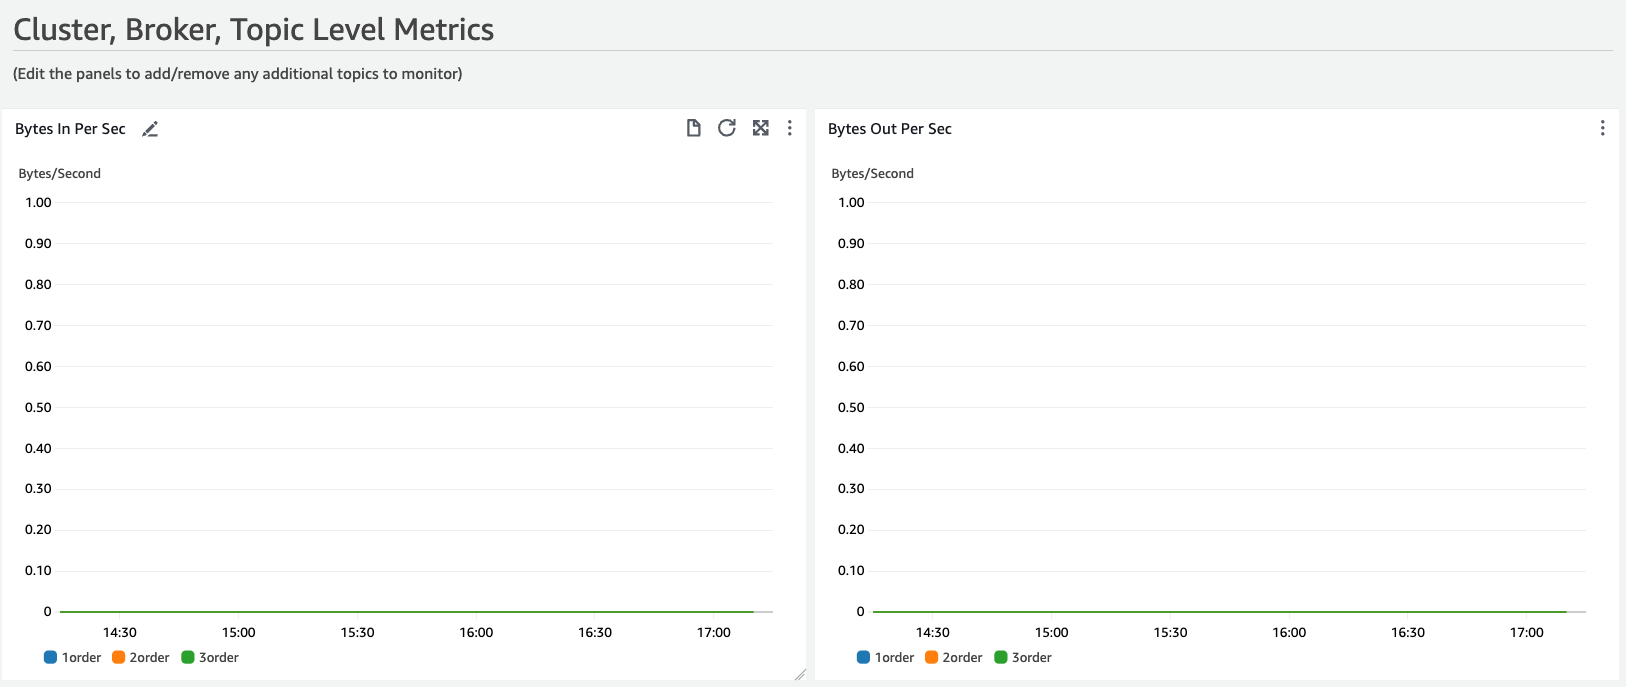 Cluster, Broker, Topic Level Metrics
(Edit the panels to add/remove any additional topics to monitor)
Bytes In Per Sec
Bytes/Second
1.00
0.90
0.80
0.70
0.60
0.50
0.40
0.30
0.20
0.10
0
14:30 15:00 15:30 16:00 16:30 17:00
1order 2order 3order
Bytes Out Per Sec
Bytes/Second
1.00
0.90
0.80
0.70
0.60
0.50
0.40
0.30
0.20
0.10
0
14:30 15:00 15:30 16:00 16:30 17:00
1order 2order 3order